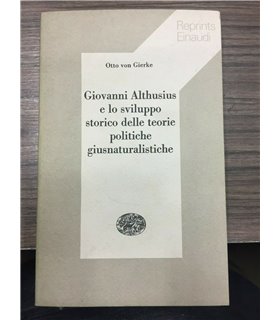 Reprints
Einaudi
Otto von Gierke
Giovanni Althusius
e lo sviluppo
storico delle teorie
politiche
giusnaturalistiche